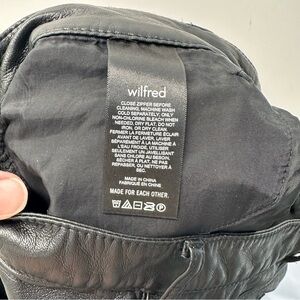 wilfred
CLOSE ZIPPER BEFORE
CLEANING, MACHINE WASH
COLD SEPARATELY, ONLY
NON-CHLORINE BLEACH WHEN
NEEDED, DRY FLAT, DO NOT
IRON, OR DRY CLEAN.
FERMER LA FERMETURE ÉCLAIR
AVANT DE LAVER, LAVER
SÉPARÉMENT À LA MACHINE À
L'EAU FROIDE, UTILISER
SEULEMENT UN JAVELLISANT
SANS CHLORE AU BESOIN,
SÉCHER À PLAT, NE PAS
REPASSER, OU NETTOYER À
SEC.
MADE IN CHINA
FABRIQUÉ EN CHINE
MADE FOR EACH OTHER.